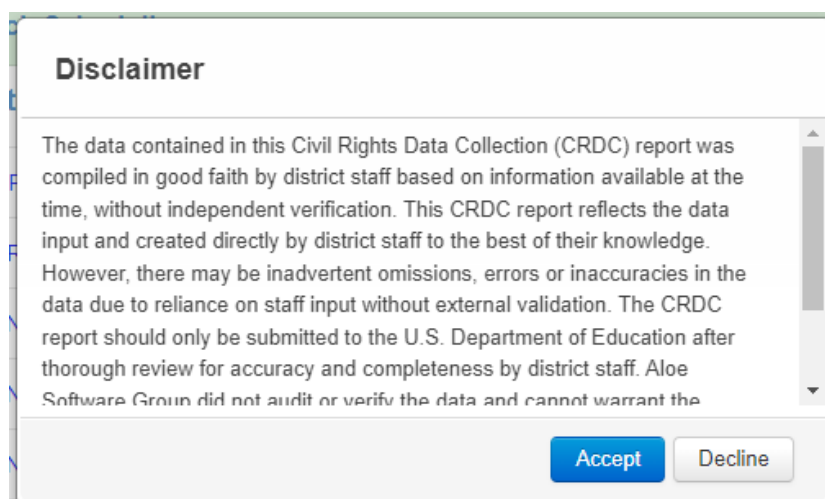 Disclaimer
The data contained in this Civil Rights Data Collection (CRDC) report was
compiled in good faith by district staff based on information available at the
time, without independent verification. This CRDC report reflects the data
input and created directly by district staff to the best of their knowledge.
However, there may be inadvertent omissions, errors or inaccuracies in the
data due to reliance on staff input without external validation. The CRDC
report should only be submitted to the U.S. Department of Education after
thorough review for accuracy and completeness by district staff. Aloe
Software Group did not audit or verify the data and cannot warrant the
Accept Decline